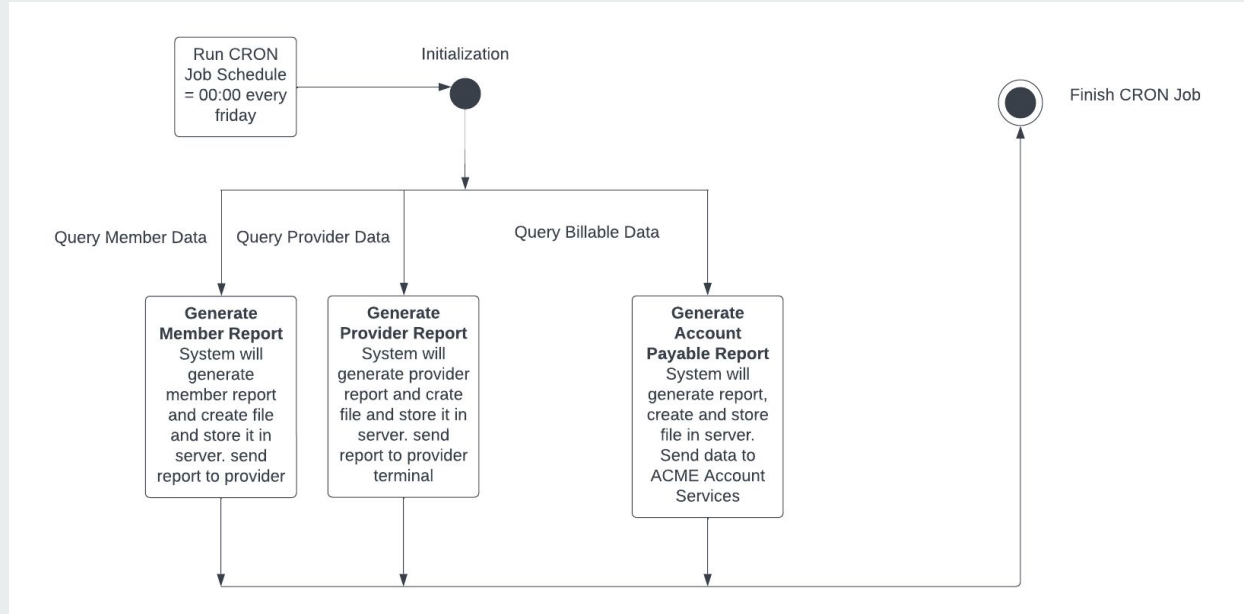 Run CRON
Job Schedule
= 00:00 every
friday
Initialization
Finish CRON Job
Query Member Data
Query Provider Data
Query Billable Data
Generate
Member Report
System will
generate
member report
and create file
and store it in
server. send
report to provider
Generate
Provider Report
System will
generate provider
report and crate
file and store it in
server. send
report to provider
terminal
Generate
Account
Payable Report
System will
generate report,
create and store
file in server.
Send data to
ACME Account
Services